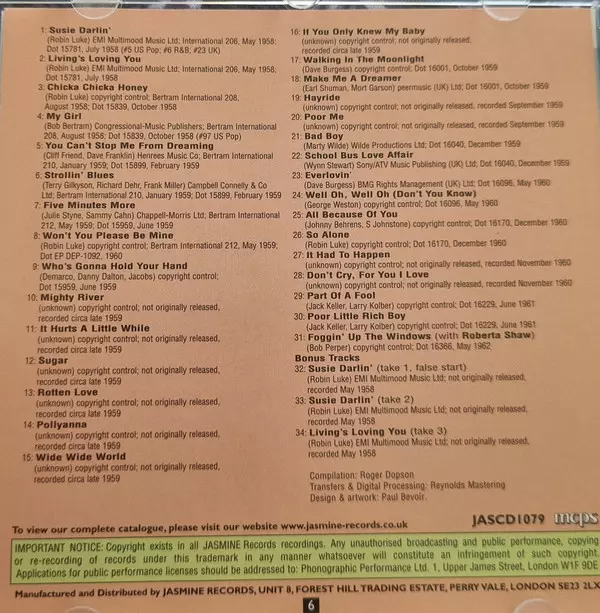 1: Susie Darlin'
(Robin Luke) EMI Multimood Music Ltd; International 206, May 1958;
Dot 15781, July 1958 (#5 US Pop; #6 R&B; #23 UK)
2: Living's Loving You
(Robin Luke) EMI Multimood Music Ltd; International 206, May 1958;
Dot 15781, July 1958
3: Chicka Chicka Honey
(Robin Luke) copyright control; Bertram International 208,
August 1958; Dot 15839, October 1958
4: My Girl
(Bob Bertram) Congressional-Music Publishers; Bertram International
208, August 1958; Dot 15839, October 1958 (#97 US Pop)
5: You Can't Stop Me From Dreaming
(Cliff Friend, Dave Franklin) Henrees Music Co; Bertram International
210, January 1959; Dot 15899, February 1959
6: Strollin' Blues
(Terry Gilkyson, Richard Dehr, Frank Miller) Campbell Connelly & Co
Ltd; Bertram International 210, January 1959; Dot 15899, February 1959
7: Five Minutes More
(Julie Styne, Sammy Cahn) Chappell-Morris Ltd; Bertram International
212, May 1959; Dot 15959, June 1959
8: Won't You Please Be Mine
(Robin Luke) copyright control; Bertram International 212, May 1959;
Dot EP DEP-1092, 1960
9: Who's Gonna Hold Your Hand
(Demarco, Danny Dalton, Jacobs) copyright control;
Dot 15959, June 1959
10: Mighty River
(unknown) copyright control; not originally released,
recorded circa late 1959
11: It Hurts A Little While
(unknown) copyright control; not originally released,
recorded circa late 1959
12: Sugar
(unknown) copyright control; not originally released,
recorded circa late 1959
13: Rotten Love
(unknown) copyright control; not originally released,
recorded circa late 1959
14: Pollyanna
(unknown) copyright control; not originally released,
recorded circa late 1959
15: Wide Wide World
(unknown) copyright control; not originally released,
recorded circa late 1959
16: If You Only Knew My Baby
(unknown) copyright control; not originally released,
recorded circa late 1959
17: Walking In The Moonlight
(Dave Burgess) copyright control; Dot 16001, October 1959
18: Make Me A Dreamer
(Earl Shuman, Mort Garson) peermusic (UK) Ltd; Dot 16001, October 1959
19: Hayride
(unknown) copyright control; not originally released, recorded September 1959
20: Poor Me
(unknown) copyright control; not originally released, recorded September 1959
21: Bad Boy
(Marty Wilde) Wilde Productions Ltd; Dot 16040, December 1959
22: School Bus Love Affair
(Wynn Stewart) Sony/ATV Music Publishing (UK) Ltd; Dot 16040, December 1959
23: Everlovin'
(Dave Burgess) BMG Rights Management (UK) Ltd; Dot 16096, May 1960
24: Well Oh, Well Oh (Don't You Know)
(George Weston) copyright control; Dot 16096, May 1960
25: All Because Of You
(Johnny Behrens, S Johnstone) copyright control; Dot 16170, December 1960
26: So Alone
(Robin Luke) copyright control; Dot 16170, December 1960
27: It Had To Happen
(unknown) copyright control; not originally released, recorded November 1960
28: Don't Cry, For You I Love
(unknown) copyright control; not originally released, recorded November 1960
29: Part Of A Fool
(Jack Keller, Larry Kolber) copyright control; Dot 16229, June 1961
30: Poor Little Rich Boy
(Jack Keller, Larry Kolber) copyright control; Dot 16229, June 1961
31: Foggin' Up The Windows (with Roberta Shaw)
(Bob Perper) copyright control; Dot 16366, May 1962
Bonus Tracks
32: Susie Darlin' (take 1, false start)
(Robin Luke) EMI Multimood Music Ltd; not originally released,
recorded May 1958
33: Susie Darlin' (take 2)
(Robin Luke) EMI Multimood Music Ltd; not originally released,
recorded May 1958
34: Living's Loving You (take 3)
(Robin Luke) EMI Multimood Music Ltd; not originally released,
recorded May 1958
Compilation: Roger Dopson
Transfers & Digital Processing: Reynolds Mastering
Design & artwork: Paul Bevoir.
To view our complete catalogue, please visit our website www.jasmine-records.co.uk
JASCD1079 mcps
IMPORTANT NOTICE: Copyright exists in all JASMINE Records recordings. Any unauthorised broadcasting and public performance, copying
or re-recording of records under this trademark in any manner whatsoever will constitute an infringement of such copyright.
Applications for public performance licenses should be addressed to: Phonographic Performance Ltd. 1, Upper James Street, London W1F 9DE
Manufactured and Distributed by JASMINE RECORDS, UNIT 8, FOREST HILL TRADING ESTATE, PERRY VALE, LONDON SE23 2LX
6